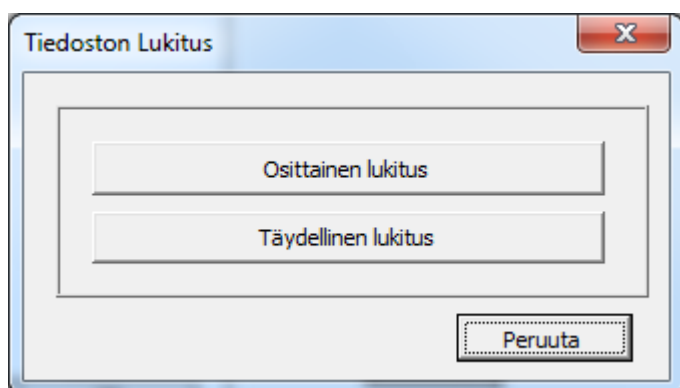 Tiedoston Lukitus
Osittainen lukitus
Täydellinen lukitus
Peruuta